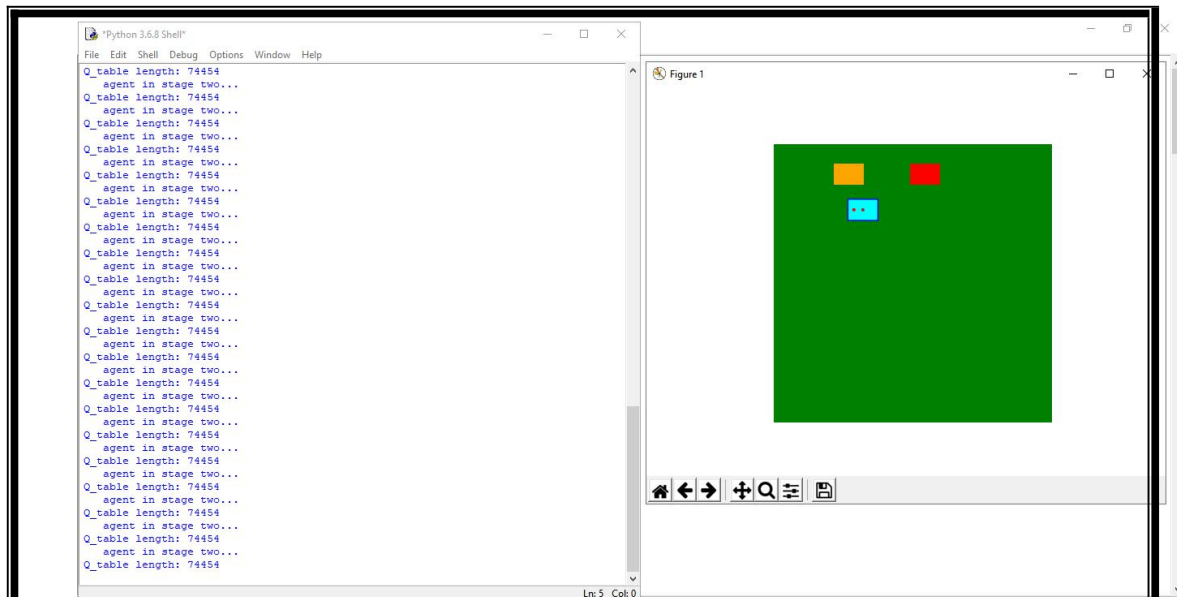 *Python 3.6.8 Shell*
File Edit Shell Debug Options Window Help
Q_table length: 74454
agent in stage two...
Q_table length: 74454
agent in stage two...
Q_table length: 74454
agent in stage two...
Q_table length: 74454
agent in stage two...
Q_table length: 74454
agent in stage two...
Q_table length: 74454
agent in stage two...
Q_table length: 74454
agent in stage two...
Q_table length: 74454
agent in stage two...
Q_table length: 74454
agent in stage two...
Q_table length: 74454
agent in stage two...
Q_table length: 74454
agent in stage two...
Q_table length: 74454
agent in stage two...
Q_table length: 74454
agent in stage two...
Q_table length: 74454
agent in stage two...
Q_table length: 74454
agent in stage two...
Q_table length: 74454
agent in stage two...
Q_table length: 74454
agent in stage two...
Q_table length: 74454
agent in stage two...
Q_table length: 74454
agent in stage two...
Q_table length: 74454
Ln: 5 Col: 0
Figure 1